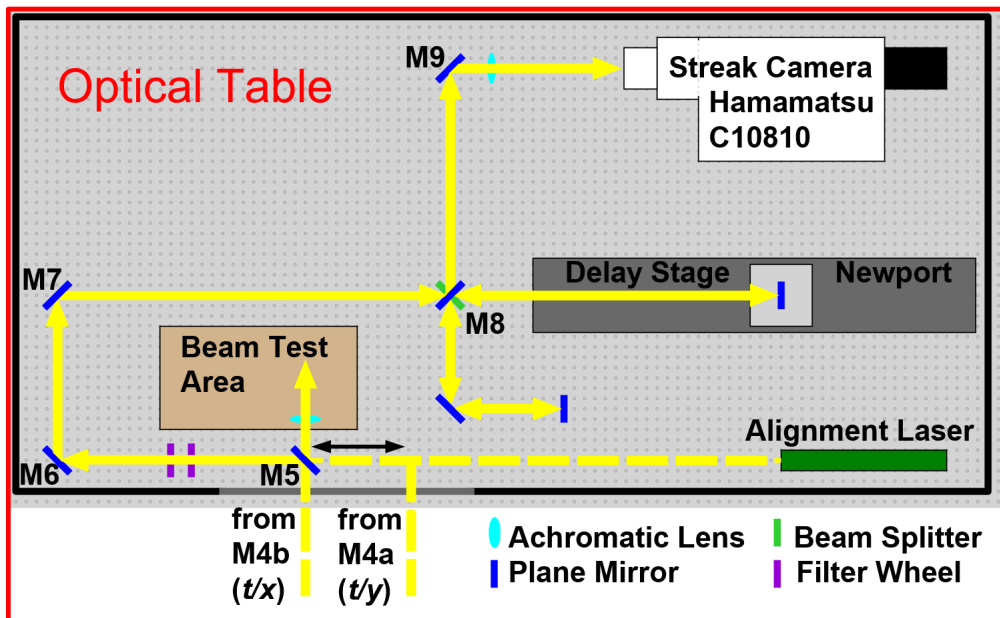 M9
Streak Camera
Hamamatsu
C10810
Optical Table
M7
Delay Stage
Newport
M8
Beam Test
Area
Alignment Laser
M6
M5
from
M4b
(t/x)
from
M4a
(t/y)
Achromatic Lens
Beam Splitter
Plane Mirror
Filter Wheel